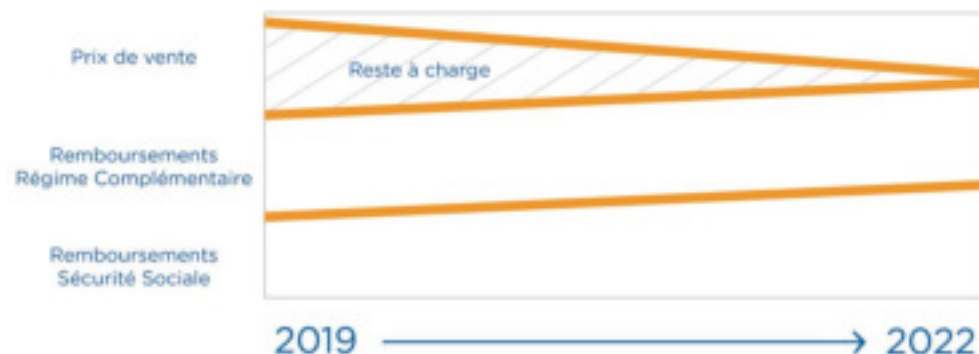 Prix de vente
Reste à charge
Remboursements
Régime Complémentaire
Remboursements
Sécurité Sociale
2019
2022